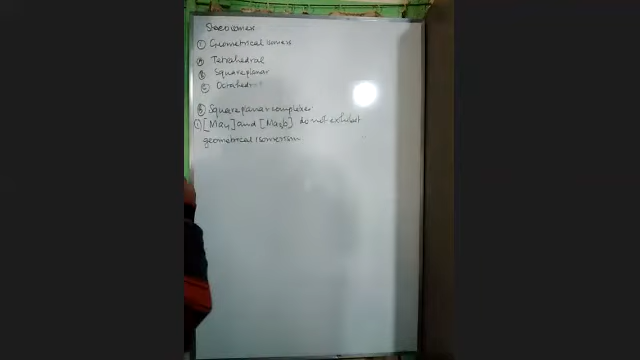 Stereoisomers
① Geometrical isomers
Ⓐ Tetrahedral
Ⓑ Square planar
Ⓒ Octahedral
Ⓑ Square planar complexes:
① [Ma4] and [Ma3b] do not exhibit
geometrical isomerism